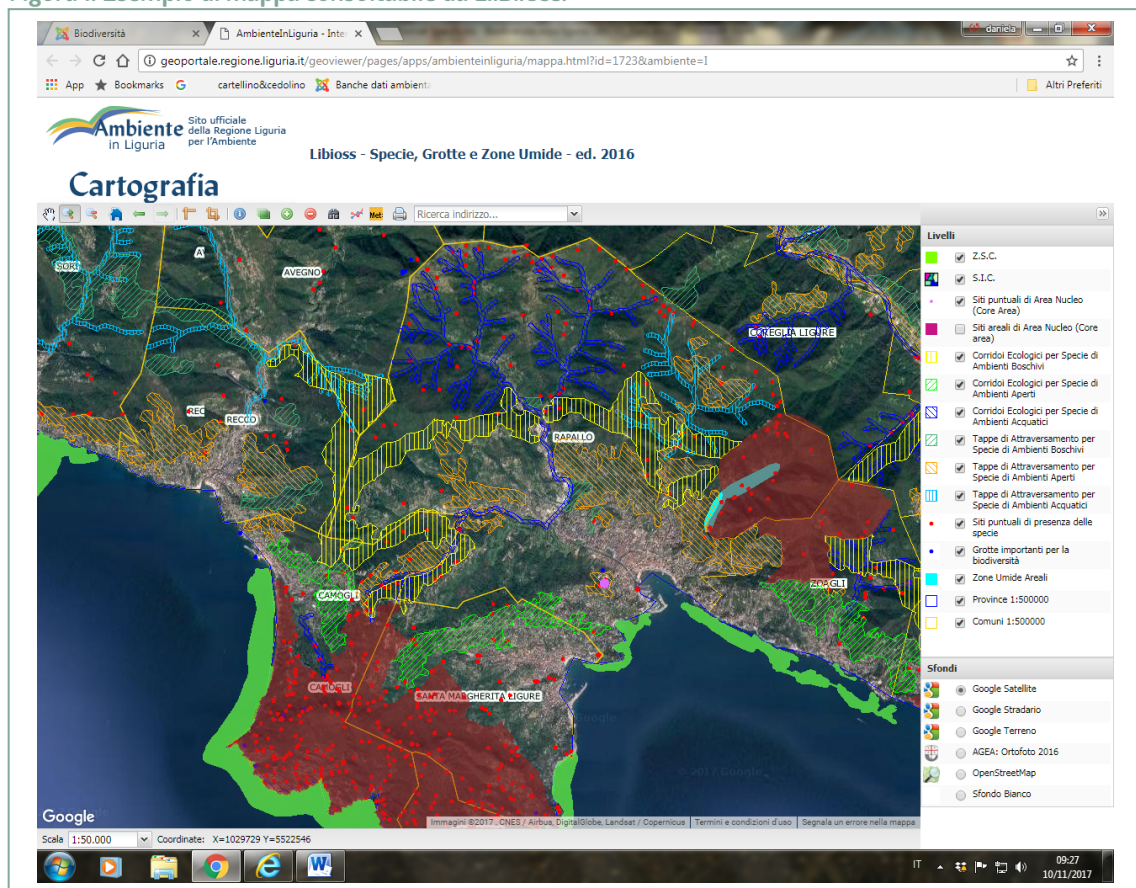 Biodiversità
AmbienteInLiguria - Inte
daniela
geoportale.regione.liguria.it/geoviewer/pages/apps/ambienteinliguria/mappa.html?id=1723&ambiente=I
App
Bookmarks
cartellino&cedolino
Banche dati ambient
Altri Preferiti
Ambiente
in Liguria
Sito ufficiale
della Regione Liguria
per l'Ambiente
Libioss - Specie, Grotte e Zone Umide - ed. 2016
Cartografia
Met
Ricerca indirizzo...
SORI
AVEGNO
COREGLIA LIGURE
REC
RECCO
RAPALLO
ZOAGLI
CAMOGLI
CAMOGLI
SANTA MARGHERITA LIGURE
Livelli
Z.S.C.
S.I.C.
Siti puntuali di Area Nucleo
(Core Area)
Siti areali di Area Nucleo (Core
area)
Corridoi Ecologici per Specie di
Ambienti Boschivi
Corridoi Ecologici per Specie di
Ambienti Aperti
Corridoi Ecologici per Specie di
Ambienti Acquatici
Tappe di Attraversamento per
Specie di Ambienti Boschivi
Tappe di Attraversamento per
Specie di Ambienti Aperti
Tappe di Attraversamento per
Specie di Ambienti Acquatici
Siti puntuali di presenza delle
specie
Grotte importanti per la
biodiversità
Zone Umide Areali
Province 1:500000
Comuni 1:500000
Sfondi
Google Satellite
Google Stradario
Google Terreno
AGEA: Ortofoto 2016
OpenStreetMap
Sfondo Bianco
Google
© 2017 Google
Google
Immagini ©2017 , CNES / Airbus, DigitalGlobe, Landsat / Copernicus
Termini e condizioni d'uso
Segnala un errore nella mappa
Scala
1:50.000
Coordinate: X=1029729 Y=5522546
IT
09:27
10/11/2017